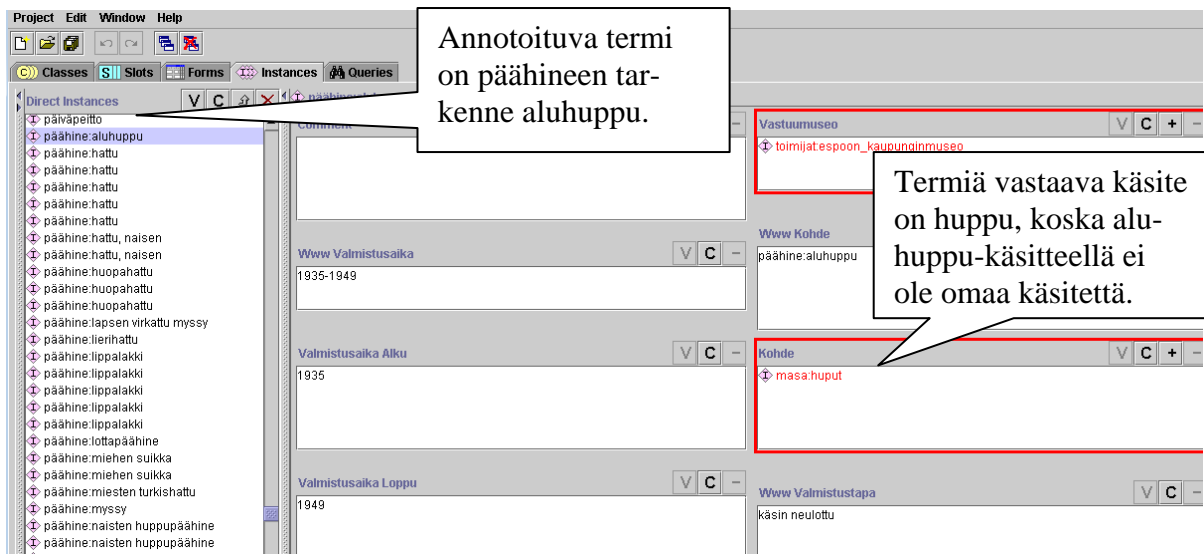 Project Edit Window Help
Annotoituva termi
on päähineen tar-
kenne aluhuppu.
Classes Slots Forms Instances Queries
Direct Instances
V C
päiväpeitto
päähine:aluhuppu
päähine:hattu
päähine:hattu
päähine:hattu
päähine:hattu
päähine:hattu
päähine:hattu, naisen
päähine:hattu, naisen
päähine:huopahattu
päähine:huopahattu
päähine:huopahattu
päähine:lapsen virkattu myssy
päähine:lierihattu
päähine:lippalakki
päähine:lippalakki
päähine:lippalakki
päähine:lippalakki
päähine:lippalakki
päähine:lottapäähine
päähine:miehen suikka
päähine:miehen suikka
päähine:miesten turkishattu
päähine:myssy
päähine:naisten huppupäähine
päähine:naisten huppupäähine
Comment
Www Valmistusaika V C -
1935-1949
Valmistusaika Alku V C -
1935
Valmistusaika Loppu V C -
1949
Vastuumuseo V C + -
toimijat:espoon_kaupunginmuseo
Termiä vastaava käsite
on huppu, koska alu-
huppu-käsitteellä ei
ole omaa käsitettä.
Www Kohde
päähine:aluhuppu
Kohde V C + -
masa:huput
Www Valmistustapa V C -
käsin neulottu